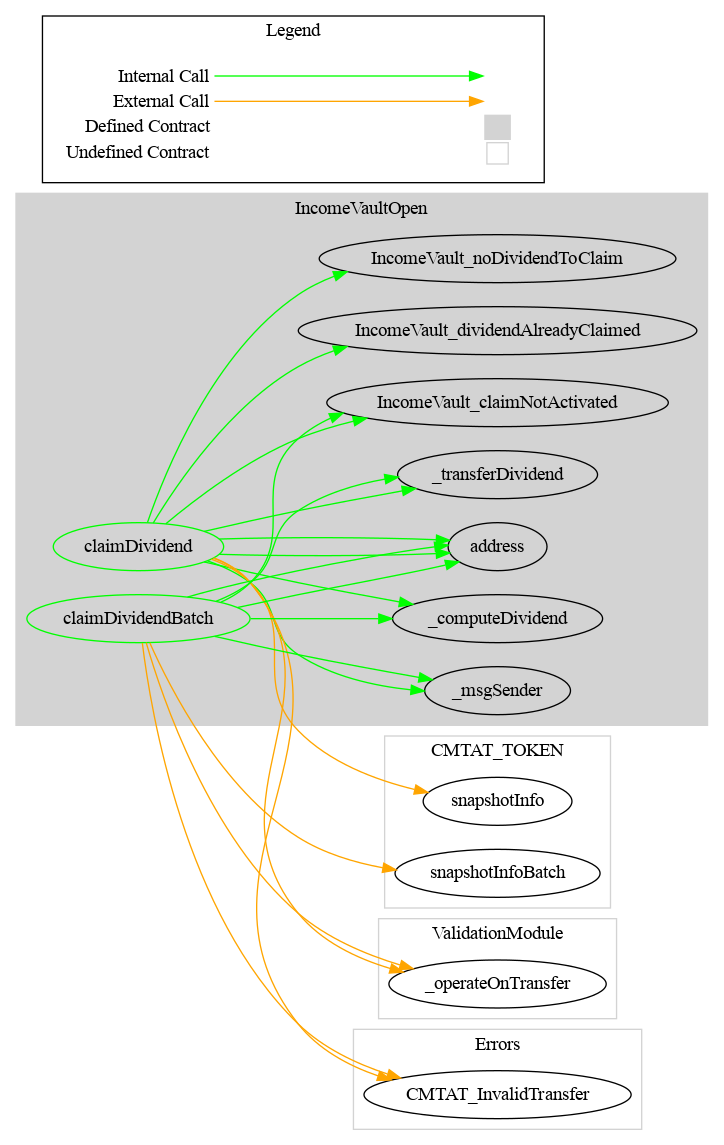 Legend
Internal Call
External Call
Defined Contract
Undefined Contract
IncomeVaultOpen
IncomeVault_noDividendToClaim
IncomeVault_dividendAlreadyClaimed
IncomeVault_claimNotActivated
_transferDividend
claimDividend
address
claimDividendBatch
_computeDividend
_msgSender
CMTAT_TOKEN
snapshotInfo
snapshotInfoBatch
ValidationModule
_operateOnTransfer
Errors
CMTAT_InvalidTransfer